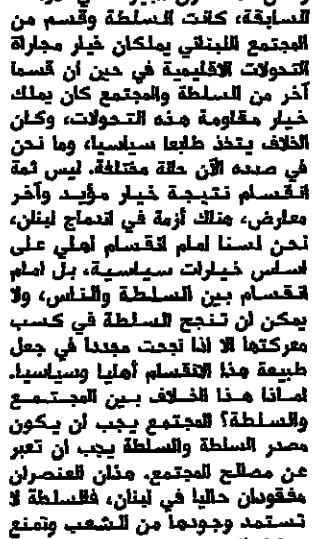 السابقة، كانت السلطة وقسم من
المجتمع اللبناني يملكان خيار مجاراة
التحولات الاقليمية في حين أن قسما
آخر من السلطة والمجتمع كان يملك
خيار مقاومة هذه التحولات، وكان
الخلاف يتخذ طابعا سياسيا، وما نحن
في صدده الآن حالة مختلفة. ليس ثمة
انقسام نتيجة خيار مؤيد وآخر
معارض، هناك أزمة في اندماج لبنان،
نحن لسنا امام انقسام اهلي على
اساس خيارات سياسية، بل امام
انقسام بين السلطة والناس، ولا
يمكن ان تنجح السلطة في كسب
معركتها الا اذا نجحت مجددا في جعل
طبيعة هذا الانقسام أهليا وسياسيا.
لماذا هذا الخلاف بين المجتمع
والسلطة؟ المجتمع يجب ان يكون
مصدر السلطة والسلطة يجب ان تعبر
عن مصالح المجتمع. هذان العنصران
مفقودان حاليا في لبنان، فالسلطة لا
تستمد وجودها من الشعب وتمنع